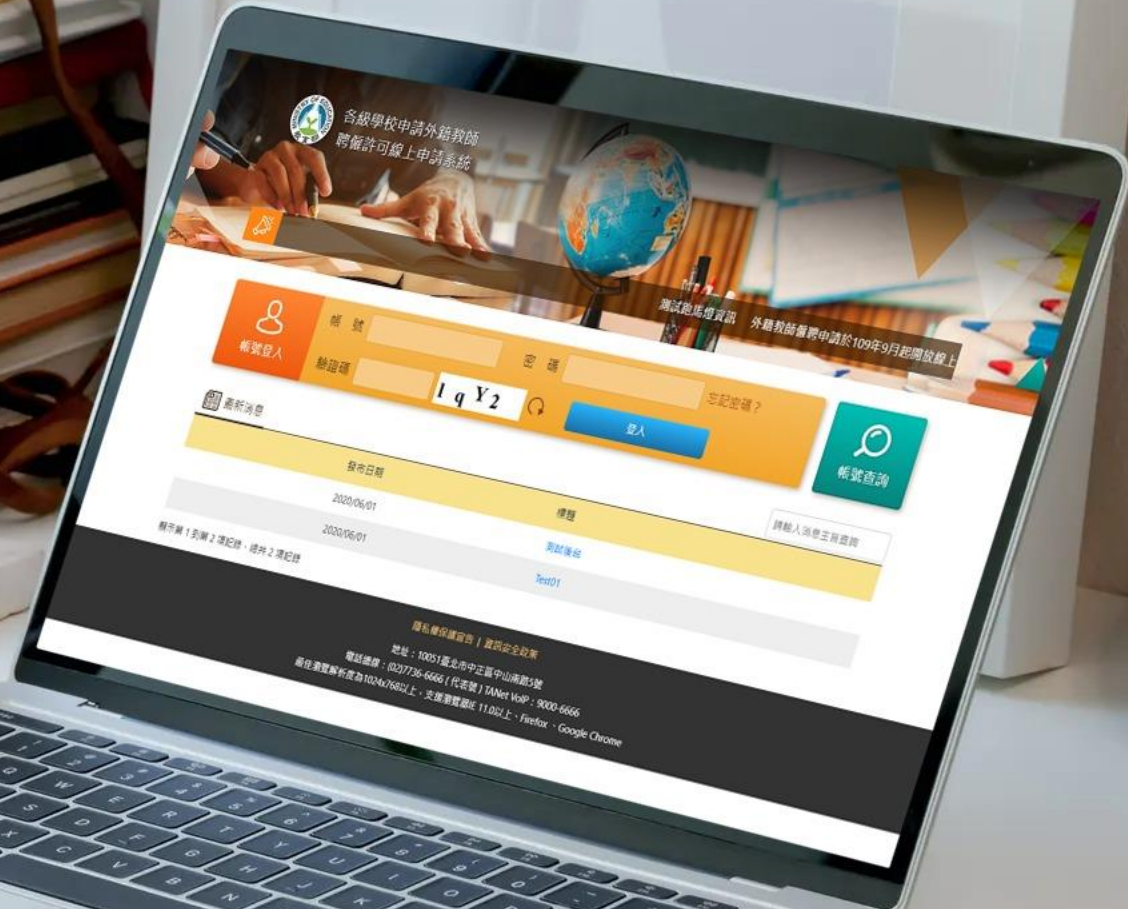 MINISTRY OF EDUCATION
教育部
各級學校申請外籍教師
聘僱許可線上申請系統
測試跑馬燈資訊 外籍教師僱聘申請於109年9月起開放線上
帳號登入
帳號
密碼
忘記密碼？
驗證碼
lqY2
登入
帳號查詢
最新消息
請輸入消息主旨查詢
發布日期 標題
2020/06/01 測試後台
2020/06/01 Test01
顯示第 1 到第 2 項記錄，總共 2 項記錄
隱私權保護宣告 | 資訊安全政策
地址：10051臺北市中正區中山南路5號
電話總機：(02)7736-6666 ( 代表號 ) TANet VoIP：9000-6666
最佳瀏覽解析度為1024x768以上、支援瀏覽器IE 11.0以上、Firefox 、Google Chrome